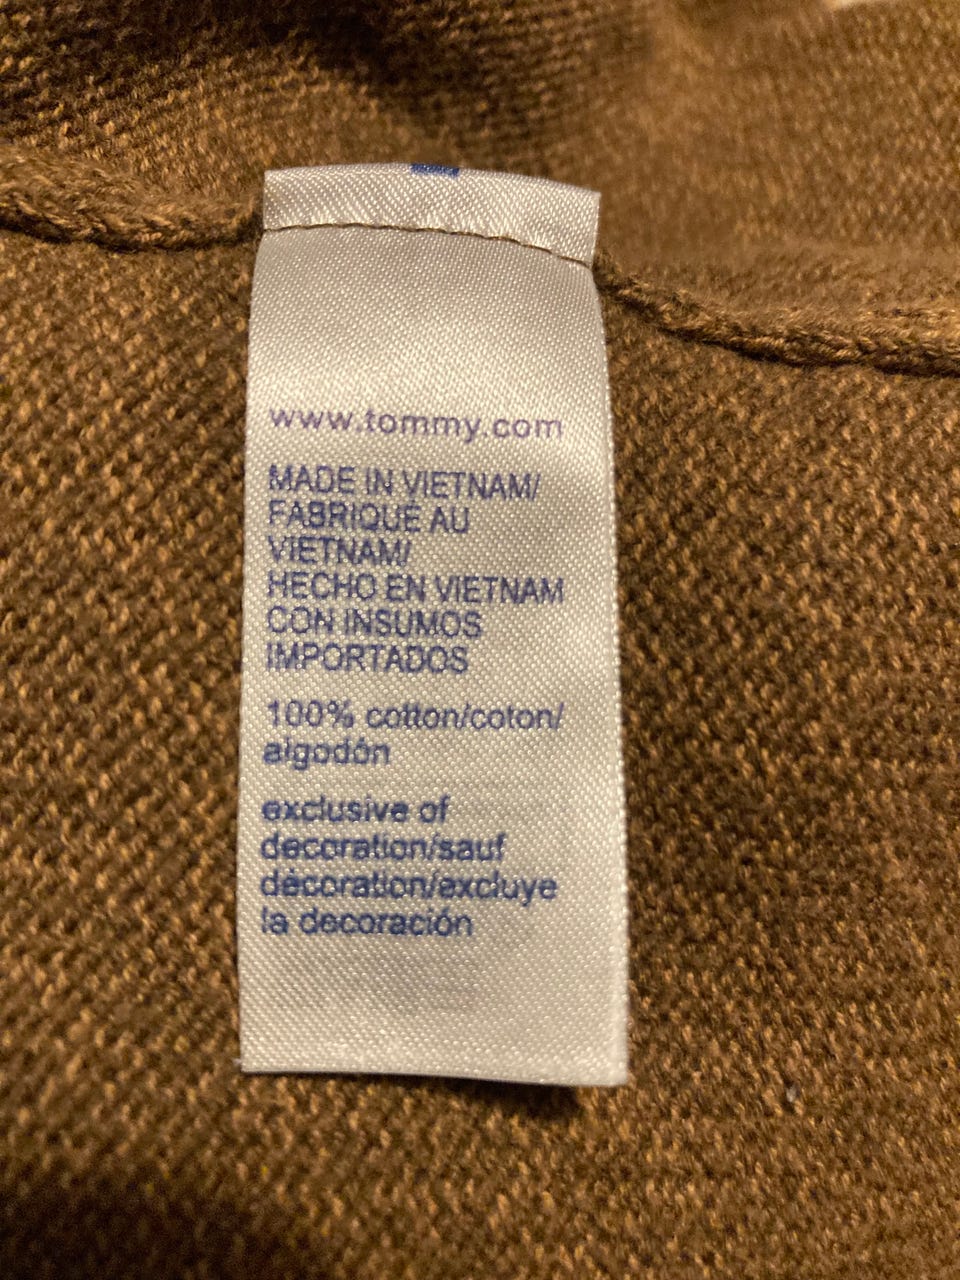 www.tommy.com
MADE IN VIETNAM/
FABRIQUÉ AU
VIETNAM/
HECHO EN VIETNAM
CON INSUMOS
IMPORTADOS
100% cotton/coton/
algodón
exclusive of
decoration/sauf
décoration/excluye
la decoración